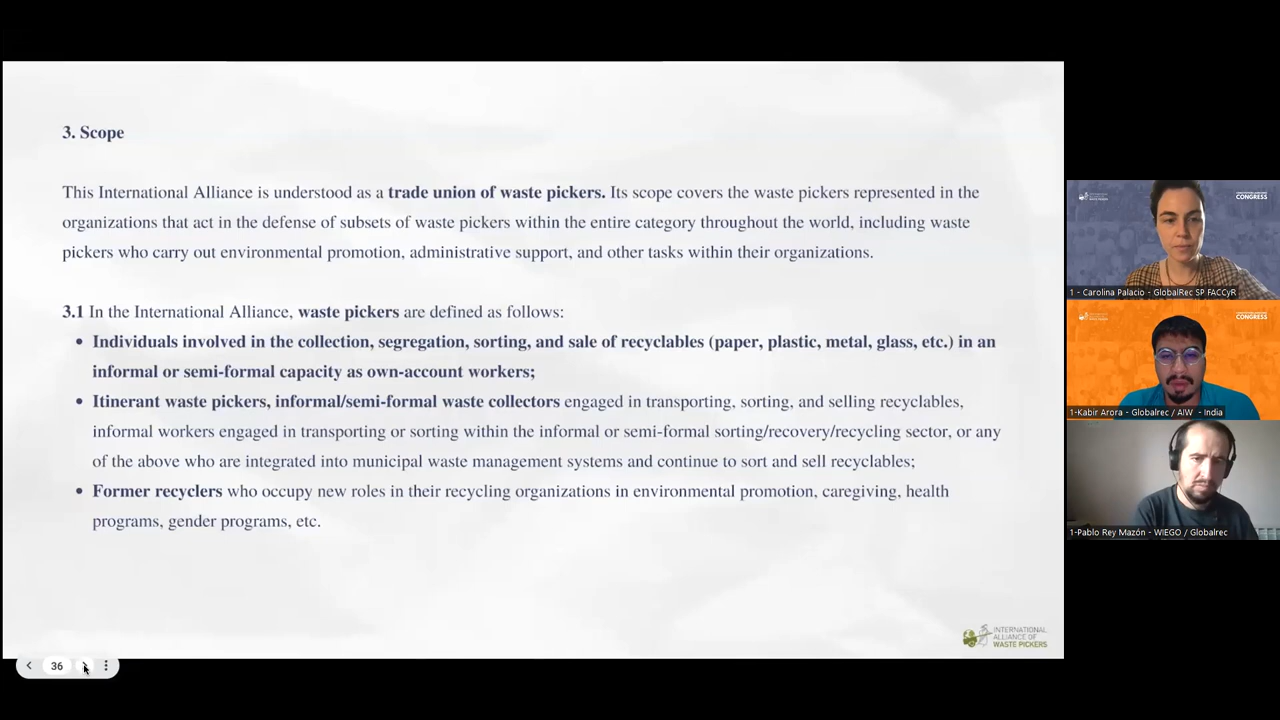 3. Scope
This International Alliance is understood as a trade union of waste pickers. Its scope covers the waste pickers represented in the
organizations that act in the defense of subsets of waste pickers within the entire category throughout the world, including waste
pickers who carry out environmental promotion, administrative support, and other tasks within their organizations.
3.1 In the International Alliance, waste pickers are defined as follows:
• Individuals involved in the collection, segregation, sorting, and sale of recyclables (paper, plastic, metal, glass, etc.) in an
informal or semi-formal capacity as own-account workers;
• Itinerant waste pickers, informal/semi-formal waste collectors engaged in transporting, sorting, and selling recyclables,
informal workers engaged in transporting or sorting within the informal or semi-formal sorting/recovery/recycling sector, or any
of the above who are integrated into municipal waste management systems and continue to sort and sell recyclables;
• Former recyclers who occupy new roles in their recycling organizations in environmental promotion, caregiving, health
programs, gender programs, etc.
INTERNATIONAL
ALLIANCE OF
WASTE PICKERS
36
CONGRESS
1 - Carolina Palacio - GlobalRec SP FACCyR
CONGRESS
1-Kabir Arora - Globalrec / AIW - India
1-Pablo Rey Mazón - WIEGO / Globalrec